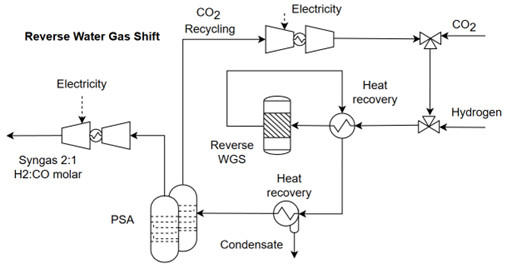 Reverse Water Gas Shift
CO2
Recycling
Electricity
CO2
Electricity
Heat
recovery
Hydrogen
Reverse
WGS
Syngas 2:1
H2:CO molar
Heat
recovery
PSA
Condensate